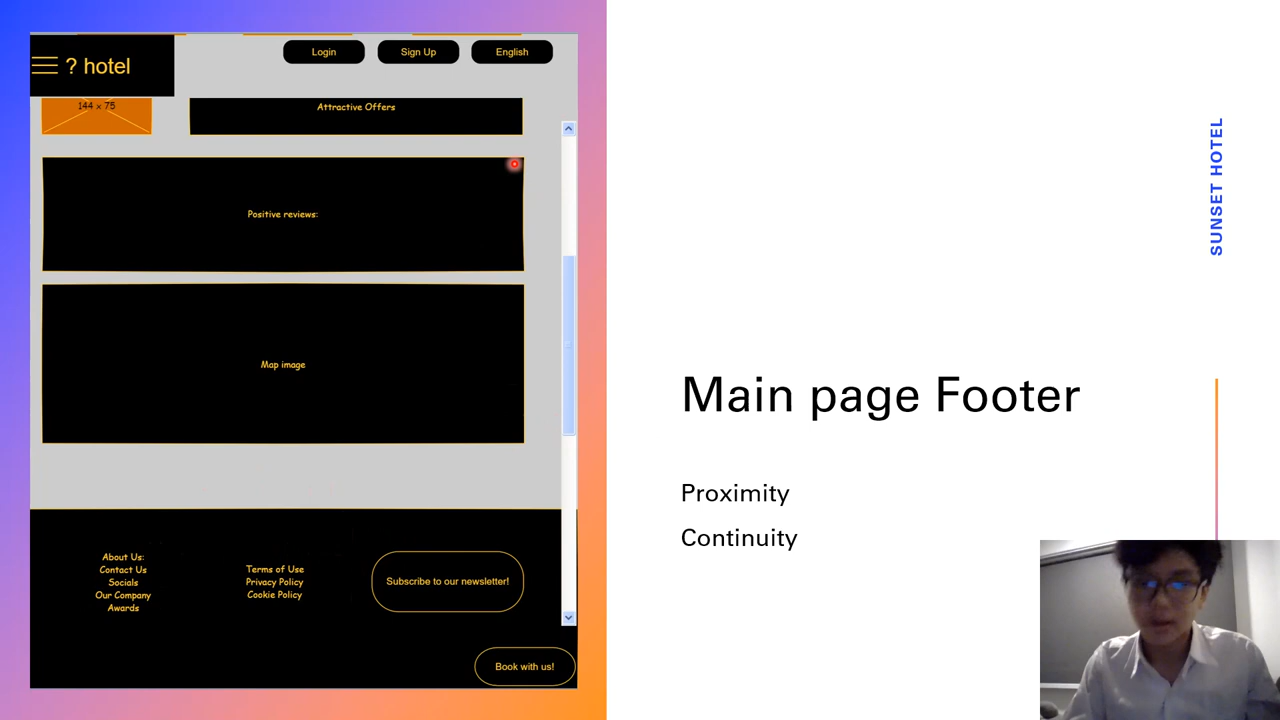 ? hotel
Login
Sign Up
English
144 x 75
Attractive Offers
Positive reviews:
Map image
About Us:
Contact Us
Socials
Our Company
Awards
Terms of Use
Privacy Policy
Cookie Policy
Subscribe to our newsletter!
Book with us!
SUNSET HOTEL
Main page Footer
Proximity
Continuity